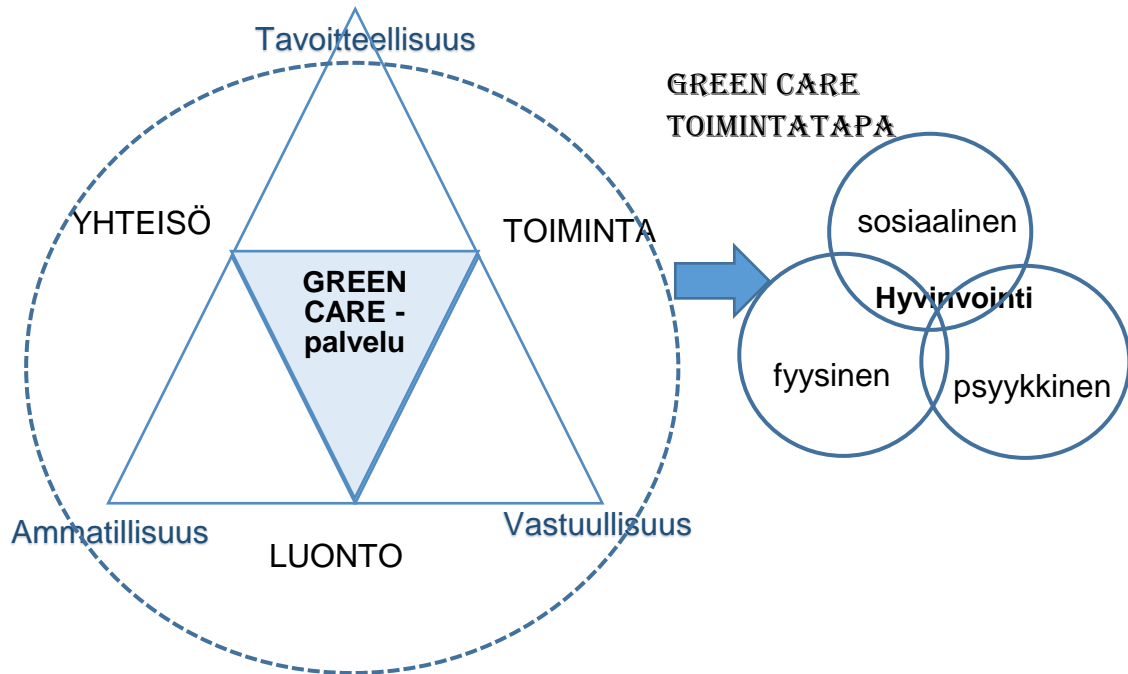 Tavoitteellisuus
GREEN CARE
TOIMINTATAPA
YHTEISÖ
TOIMINTA
sosiaalinen
GREEN
CARE -
palvelu
Hyvinvointi
fyysinen
psyykkinen
Ammatillisuus
Vastuullisuus
LUONTO